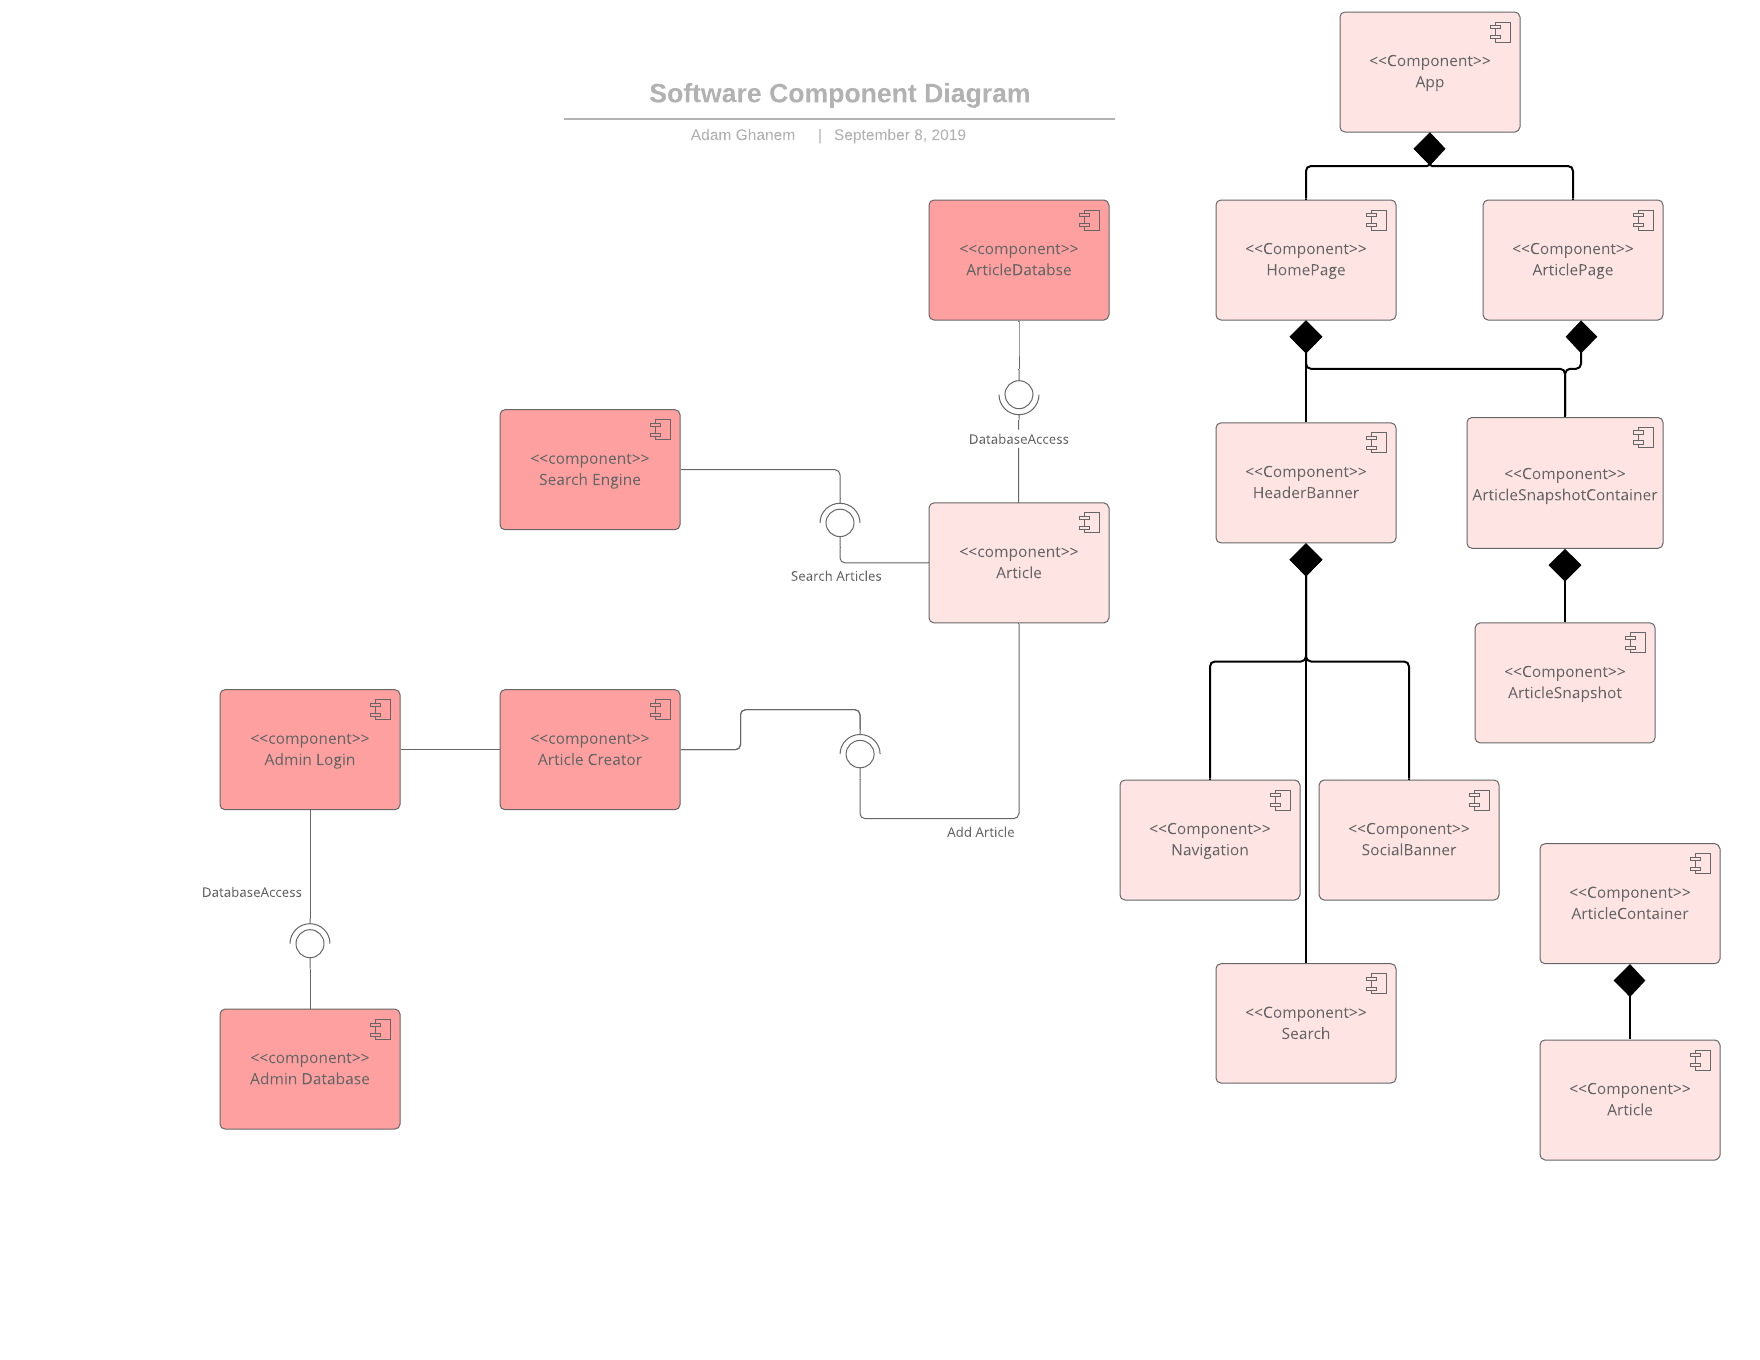 Software Component Diagram
Adam Ghanem | September 8, 2019
<<Component>>
App
<<component>>
ArticleDatabse
<<Component>>
HomePage
<<Component>>
ArticlePage
DatabaseAccess
<<component>>
Search Engine
<<Component>>
HeaderBanner
<<Component>>
ArticleSnapshotContainer
Search Articles
<<component>>
Article
<<Component>>
ArticleSnapshot
<<component>>
Admin Login
<<component>>
Article Creator
Add Article
<<Component>>
Navigation
<<Component>>
SocialBanner
DatabaseAccess
<<Component>>
ArticleContainer
<<component>>
Admin Database
<<Component>>
Search
<<Component>>
Article